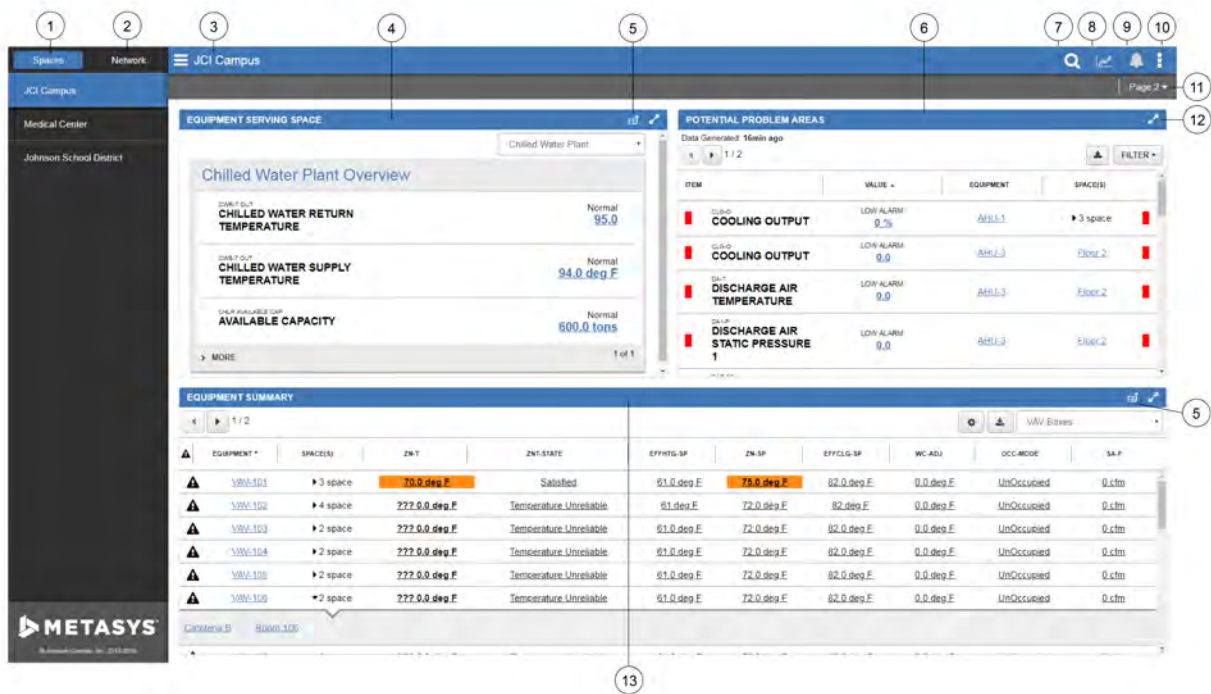 1 2 3 4 5 6 7 8 9 10
Spaces Network JCI Campus
JCI Campus Page 2 11
Medical Center
Johnson School District
EQUIPMENT SERVING SPACE
Chilled Water Plant
Chilled Water Plant Overview
CHILLED WATER RETURN TEMPERATURE Normal 95.0
CHILLED WATER SUPPLY TEMPERATURE Normal 94.0 deg F
AVAILABLE CAPACITY Normal 600.0 tons
MORE 1 of 1
POTENTIAL PROBLEM AREAS 12
Data Generated: 16min ago
1 / 2 FILTER
ITEM VALUE EQUIPMENT SPACE(S)
CLG-O
COOLING OUTPUT LOW ALARM 0 % AHU-1 3 space
CLG-O
COOLING OUTPUT LOW ALARM 0.0 AHU-3 Floor 2
DA-T
DISCHARGE AIR TEMPERATURE LOW ALARM 0.0 AHU-3 Floor 2
DISCHARGE AIR STATIC PRESSURE 1 LOW ALARM 0.0 AHU-3 Floor 2
EQUIPMENT SUMMARY 5
1 / 2 VAV Boxes
EQUIPMENT SPACE(S) ZN-T ZNT-STATE EFFHTG-SP ZN-SP EFFCLG-SP WC-ADJ OCC-MODE SA-F
VAV-101 3 space 70.0 deg F Satisfied 61.0 deg F 75.0 deg F 82.0 deg F 0.0 deg F UnOccupied 0 cfm
VAV-102 4 space ??? 0.0 deg F Temperature Unreliable 61 deg F 72.0 deg F 82 deg F 0.0 deg F UnOccupied 0 cfm
VAV-103 2 space ??? 0.0 deg F Temperature Unreliable 61.0 deg F 72.0 deg F 82.0 deg F 0.0 deg F UnOccupied 0 cfm
VAV-104 2 space ??? 0.0 deg F Temperature Unreliable 61.0 deg F 72.0 deg F 82.0 deg F 0.0 deg F UnOccupied 0 cfm
VAV-105 2 space ??? 0.0 deg F Temperature Unreliable 61.0 deg F 72.0 deg F 82.0 deg F 0.0 deg F UnOccupied 0 cfm
VAV-106 2 space ??? 0.0 deg F Temperature Unreliable 61.0 deg F 72.0 deg F 82.0 deg F 0.0 deg F UnOccupied 0 cfm
Cafeteria B Room 106
METASYS
13